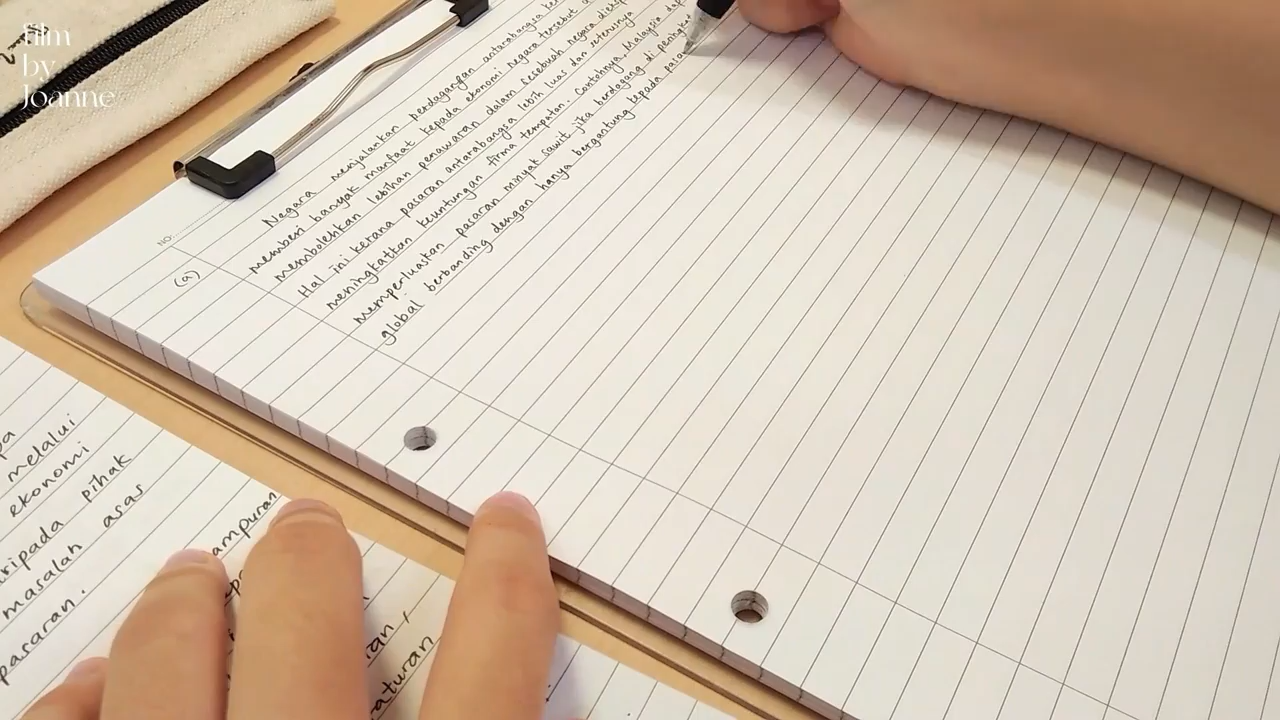 film
by
Joanne
NO.
(a)
Negara menjalankan perdagangan antarabangsa
memberi banyak manfaat kepada ekonomi negara tersebut
membolehkan lebihan penawaran dalam sesebuah negara
Hal ini kerana pasaran antarabangsa lebih luas dan seterusnya
meningkatkan keuntungan firma tempatan. Contohnya, Malaysia
memperluaskan pasaran minyak sawit jika berdagang di
global berbanding dengan hanya bergantung kepada
melalui
ekonomi
pihak
masalah asas
pasaran.